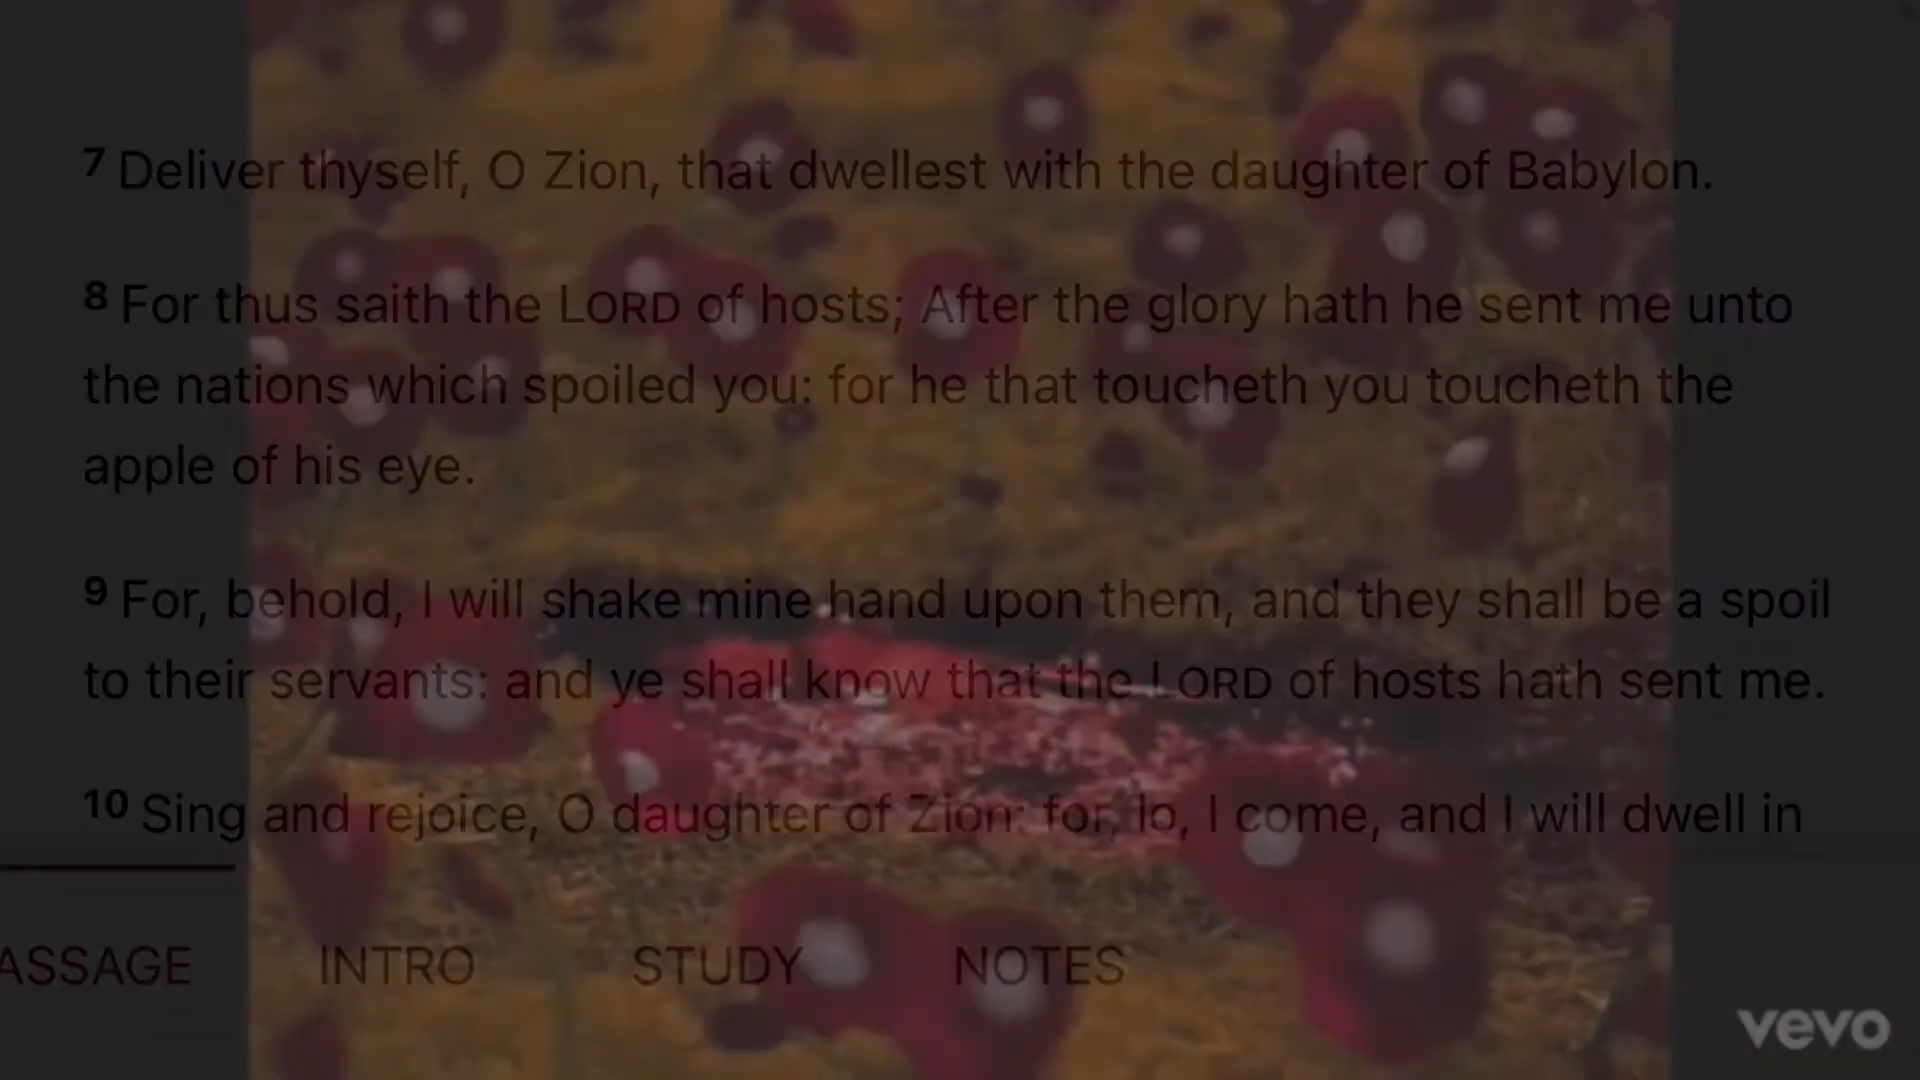 7 Deliver thyself, O Zion, that dwellest with the daughter of Babylon.
8 For thus saith the LORD of hosts; After the glory hath he sent me unto
the nations which spoiled you: for he that toucheth you toucheth the
apple of his eye.
9 For, behold, I will shake mine hand upon them, and they shall be a spoil
to their servants: and ye shall know that the LORD of hosts hath sent me.
10 Sing and rejoice, O daughter of Zion: for, lo, I come, and I will dwell in
ASSAGE INTRO STUDY NOTES
vevo